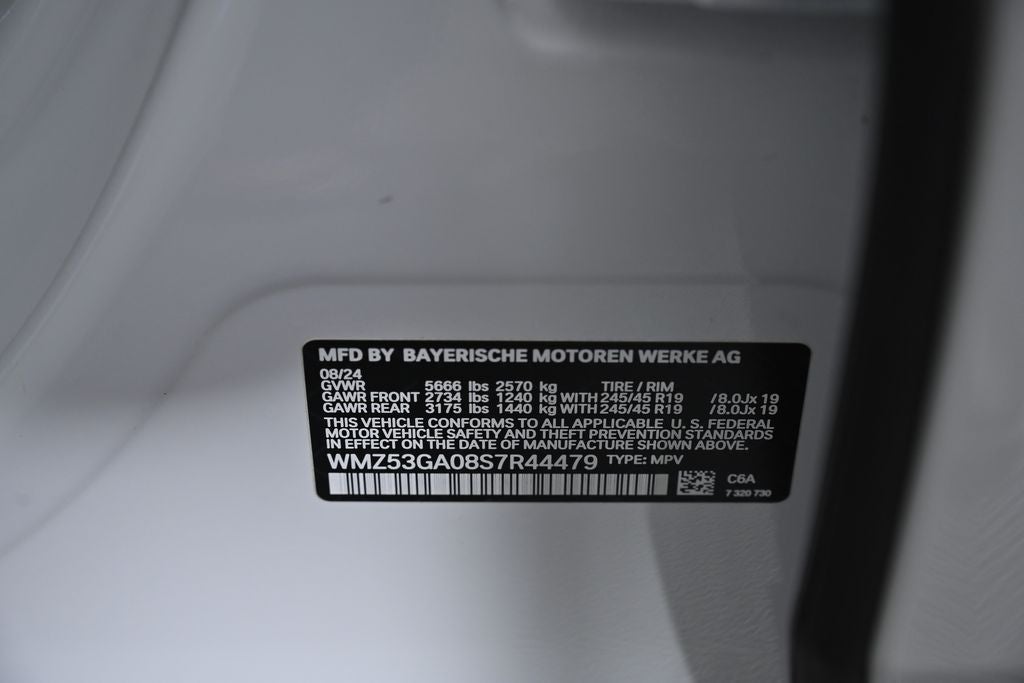 MFD BY BAYERISCHE MOTOREN WERKE AG
08/24
GVWR 5666 lbs 2570 kg TIRE / RIM
GAWR FRONT 2734 lbs 1240 kg WITH 245/45 R19 /8.0Jx 19
GAWR REAR 3175 lbs 1440 kg WITH 245/45 R19 /8.0Jx 19
THIS VEHICLE CONFORMS TO ALL APPLICABLE U. S. FEDERAL
MOTOR VEHICLE SAFETY AND THEFT PREVENTION STANDARDS
IN EFFECT ON THE DATE OF MANUFACTURE SHOWN ABOVE.
WMZ53GA08S7R44479 TYPE: MPV
C6A
7 320 730